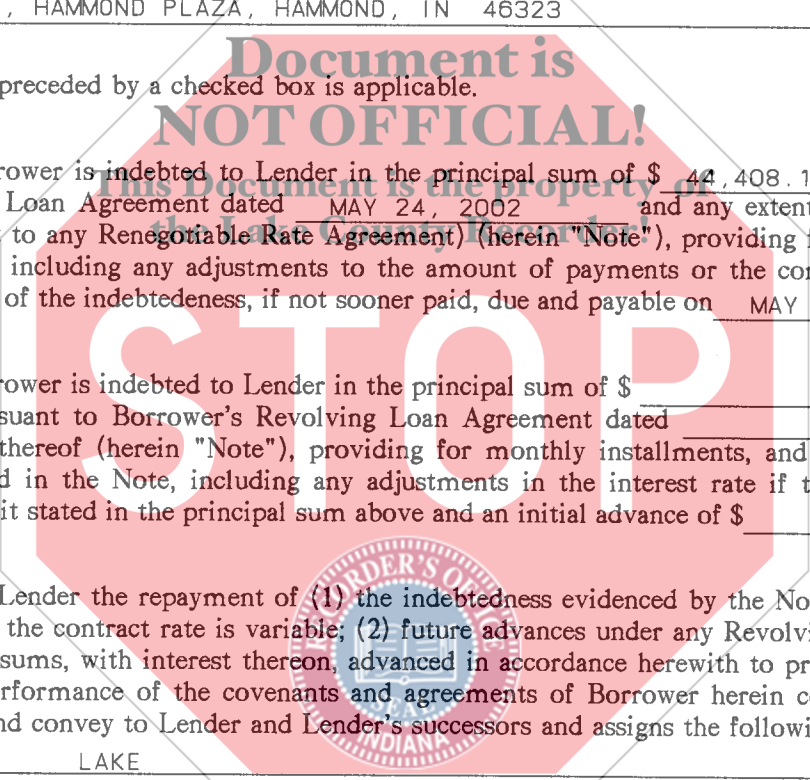 , HAMMOND PLAZA, HAMMOND, IN 46323
Document is
preceded by a checked box is applicable.
NOT OFFICIAL!
rower is indebted to Lender in the principal sum of $ 44,408.1
This Document is the property of
Loan Agreement dated MAY 24, 2002 and any extent
the Lake County Recorder!
to any Renegotiable Rate Agreement) (herein "Note"), providing
including any adjustments to the amount of payments or the co
of the indebtedeness, if not sooner paid, due and payable on MAY
STOP
rower is indebted to Lender in the principal sum of $
suant to Borrower's Revolving Loan Agreement dated
thereof (herein "Note"), providing for monthly installments, and
d in the Note, including any adjustments in the interest rate if t
it stated in the principal sum above and an initial advance of $
RECORDER'S OFFICE
Lender the repayment of (1) the indebtedness evidenced by the No
the contract rate is variable; (2) future advances under any Revolvi
sums, with interest thereon, advanced in accordance herewith to pr
rformance of the covenants and agreements of Borrower herein c
SEAL
nd convey to Lender and Lender's successors and assigns the followi
INDIANA
LAKE